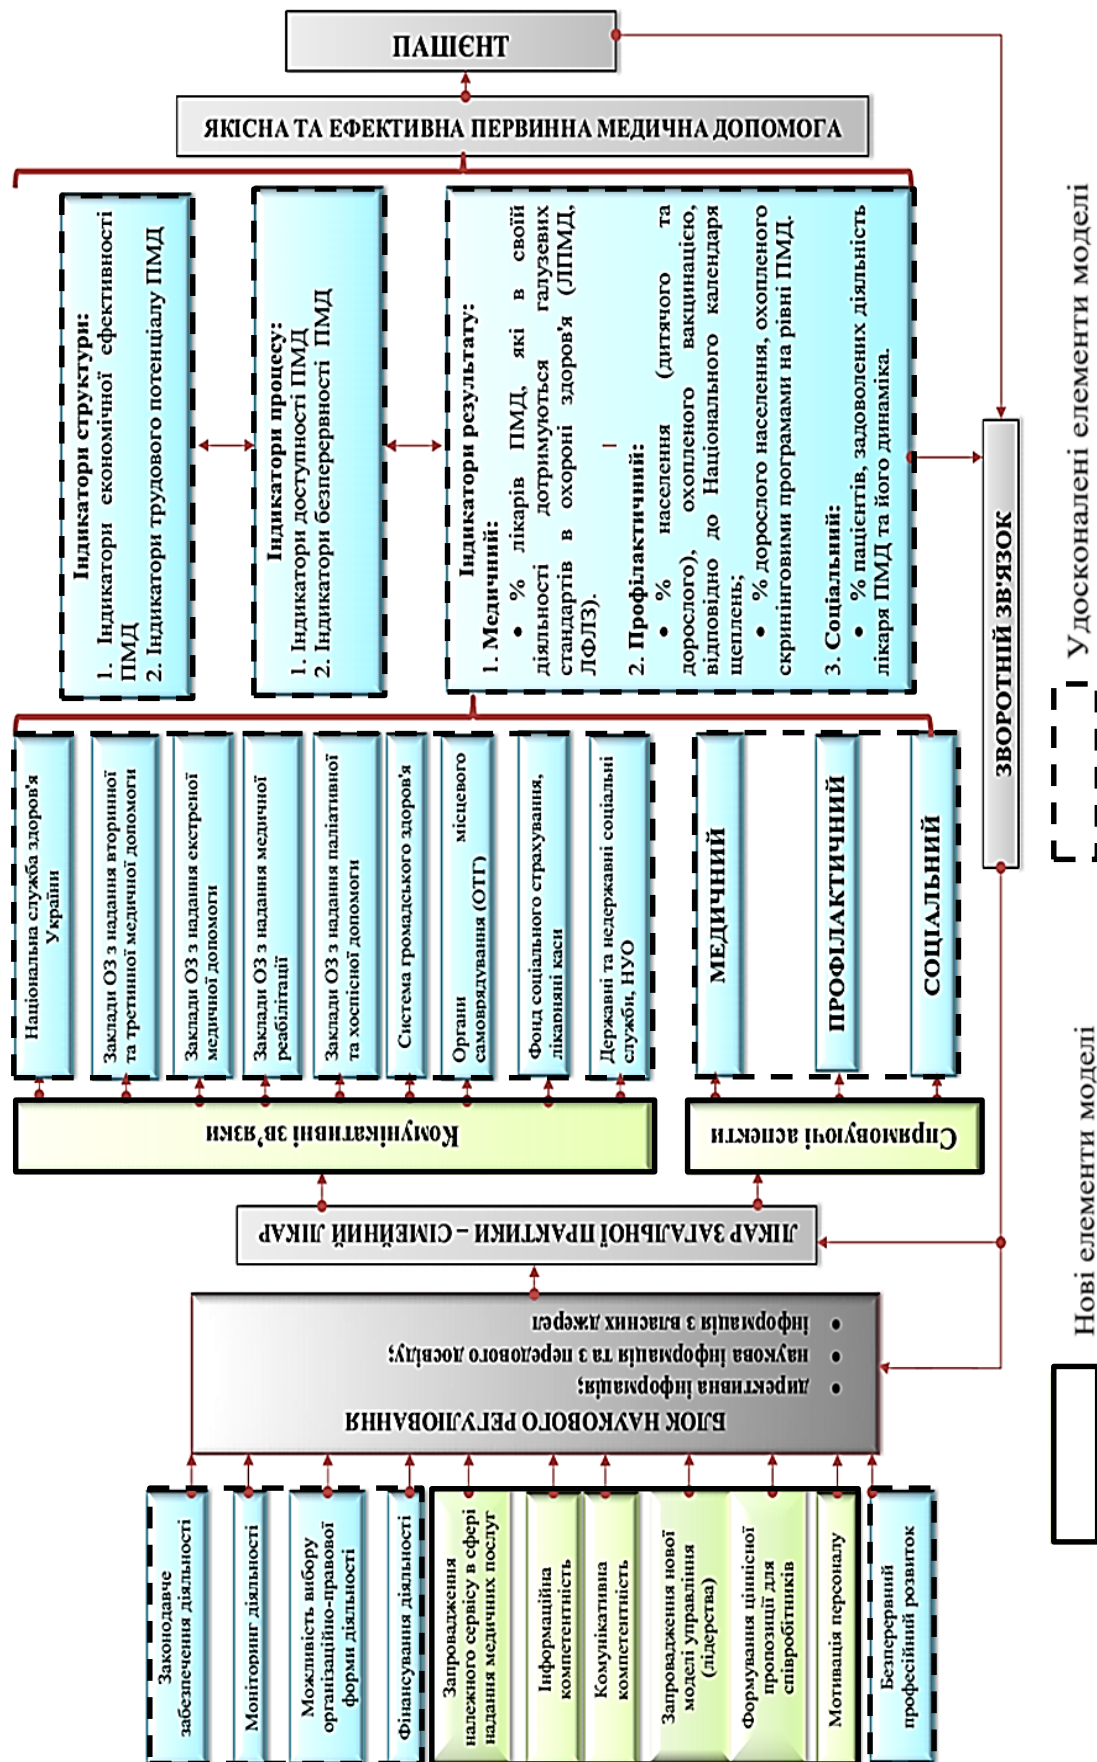 Законодавче
забезпечення діяльності
Моніторинг діяльності
Можливість вибору
організаційно-правової
форми діяльності
Фінансування діяльності
Запровадження
належного сервісу в сфері
надання медичних послуг
Інформаційна
компетентність
Комунікативна
компетентність
Запровадження нової
моделі управління
(лідерства)
Формування ціннісної
пропозиції для
співробітників
Мотивація персоналу
Безперервний
професійний розвиток
БЛОК НАУКОВОГО РЕГУЛЮВАННЯ
• директивна інформація;
• наукова інформація та з передового досвіду;
• інформація з власних джерел
ЛІКАР ЗАГАЛЬНОЇ ПРАКТИКИ – СІМЕЙНИЙ ЛІКАР
Комунікативні зв’язки
Спрямовуючі аспекти
Національна служба здоров'я
України
Заклади ОЗ з надання вторинної
та третинної медичної допомоги
Заклади ОЗ з надання екстреної
медичної допомоги
Заклади ОЗ з надання медичної
реабілітації
Заклади ОЗ з надання паліативної
та хоспісної допомоги
Система громадського здоров'я
Органи місцевого
самоврядування (ОТГ)
Фонд соціального страхування,
лікарняні каси
Державні та недержавні соціальні
служби, НУО
МЕДИЧНИЙ
ПРОФІЛАКТИЧНИЙ
СОЦІАЛЬНИЙ
Індикатори структури:
1. Індикатори економічної ефективності
ПМД
2. Індикатори трудового потенціалу ПМД
Індикатори процесу:
1. Індикатори доступності ПМД
2. Індикатори безперервності ПМД
Індикатори результату:
1. Медичний:
• % лікарів ПМД, які в своїй
діяльності дотримуються галузевих
стандартів в охороні здоров'я (ЛПМД,
ЛФЛЗ).
2. Профілактичний:
• % населення (дитячого та
дорослого), охопленого вакцинацією,
відповідно до Національного календаря
щеплень;
• % дорослого населення, охопленого
скринінговими програмами на рівні ПМД.
3. Соціальний:
• % пацієнтів, задоволених діяльність
лікаря ПМД та його динаміка.
ЯКІСНА ТА ЕФЕКТИВНА ПЕРВИННА МЕДИЧНА ДОПОМОГА
ПАЦІЄНТ
ЗВОРОТНІЙ ЗВЯЗОК
Нові елементи моделі
Удосконалені елементи моделі